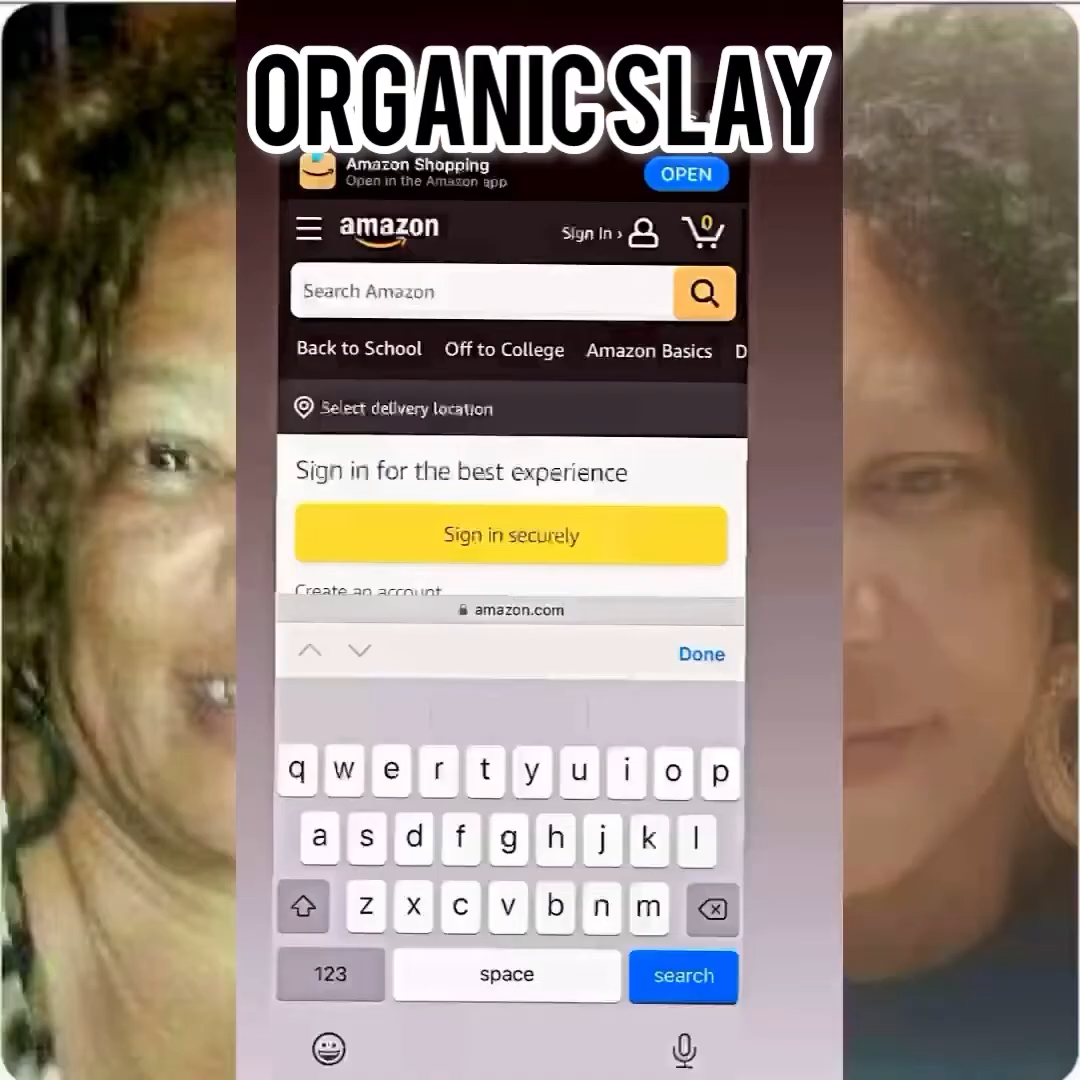 ORGANIC SLAY
Amazon Shopping
Open in the Amazon app
OPEN
amazon
Sign In ›
0
Search Amazon
Back to School Off to College Amazon Basics D
Select delivery location
Sign in for the best experience
Sign in securely
Create an account
amazon.com
Done
q w e r t y u i o p
a s d f g h j k l
z x c v b n m
123 space search